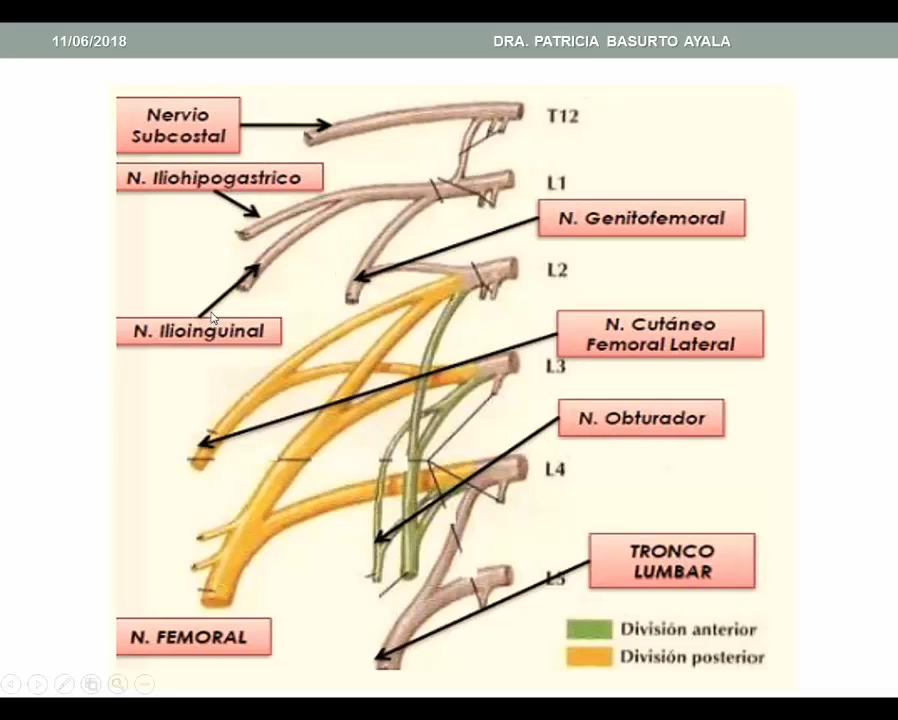 11/06/2018
DRA. PATRICIA BASURTO AYALA
Nervio
Subcostal
T12
N. Iliohipogastrico
L1
N. Genitofemoral
L2
N. Ilioinguinal
N. Cutáneo
Femoral Lateral
L3
N. Obturador
L4
TRONCO
LUMBAR
L5
N. FEMORAL
División anterior
División posterior